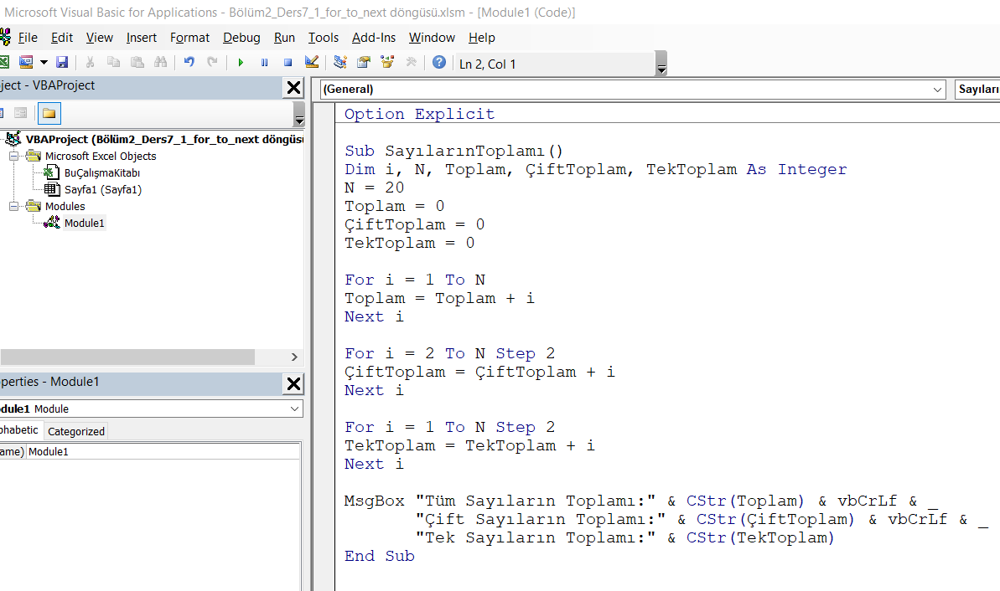 Microsoft Visual Basic for Applications - Bölüm2_Ders7_1_for_to_next döngüsü.xlsm - [Module1 (Code)]
File Edit View Insert Format Debug Run Tools Add-Ins Window Help
Ln 2, Col 1
ject - VBAProject
VBAProject (Bölüm2_Ders7_1_for_to_next döngüsü
Microsoft Excel Objects
BuÇalışmaKitabı
Sayfa1 (Sayfa1)
Modules
Module1
perties - Module1
dule1 Module
phabetic Categorized
ame) Module1
(General) Sayıları
Option Explicit
Sub SayılarınToplamı()
Dim i, N, Toplam, ÇiftToplam, TekToplam As Integer
N = 20
Toplam = 0
ÇiftToplam = 0
TekToplam = 0
For i = 1 To N
Toplam = Toplam + i
Next i
For i = 2 To N Step 2
ÇiftToplam = ÇiftToplam + i
Next i
For i = 1 To N Step 2
TekToplam = TekToplam + i
Next i
MsgBox "Tüm Sayıların Toplamı:" & CStr(Toplam) & vbCrLf & _
"Çift Sayıların Toplamı:" & CStr(ÇiftToplam) & vbCrLf & _
"Tek Sayıların Toplamı:" & CStr(TekToplam)
End Sub